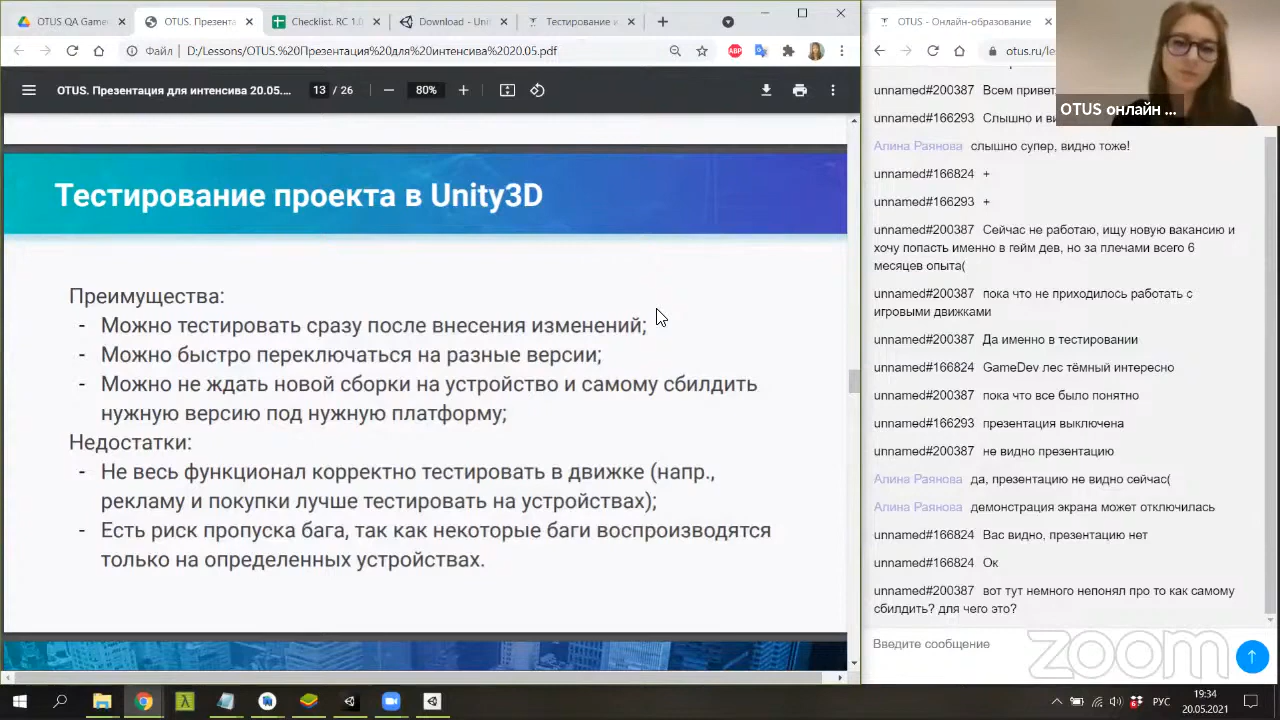 OTUS QA Game
OTUS. Презента
Checklist. RC 1.0
Download - Uni
Тестирование и
OTUS - Онлайн-образование
Файл | D:/Lessons/OTUS.%20Презентация%20для%20интенсива%2020.05.pdf
otus.ru/le
OTUS. Презентация для интенсива 20.05....
13 / 26
80%
Тестирование проекта в Unity3D
Преимущества:
- Можно тестировать сразу после внесения изменений;
- Можно быстро переключаться на разные версии;
- Можно не ждать новой сборки на устройство и самому сбилдить
нужную версию под нужную платформу;
Недостатки:
- Не весь функционал корректно тестировать в движке (напр.,
рекламу и покупки лучше тестировать на устройствах);
- Есть риск пропуска бага, так как некоторые баги воспроизводятся
только на определенных устройствах.
OTUS онлайн ...
unnamed#200387 Всем привет
unnamed#166293 Слышно и ви
Алина Раянова слышно супер, видно тоже!
unnamed#166824 +
unnamed#166293 +
unnamed#200387 Сейчас не работаю, ищу новую вакансию и
хочу попасть именно в гейм дев, но за плечами всего 6
месяцев опыта(
unnamed#200387 пока что не приходилось работать с
игровыми движками
unnamed#200387 Да именно в тестировании
unnamed#166824 GameDev лес тёмный интересно
unnamed#200387 пока что все было понятно
unnamed#166293 презентация выключена
unnamed#200387 не видно презентацию
Алина Раянова да, презентацию не видно сейчас(
Алина Раянова демонстрация экрана может отключилась
unnamed#166824 Вас видно, презентацию нет
unnamed#166824 Ок
unnamed#200387 вот тут немного непонял про то как самому
сбилдить? для чего это?
Введите сообщение
zoom
РУС
19:34
20.05.2021